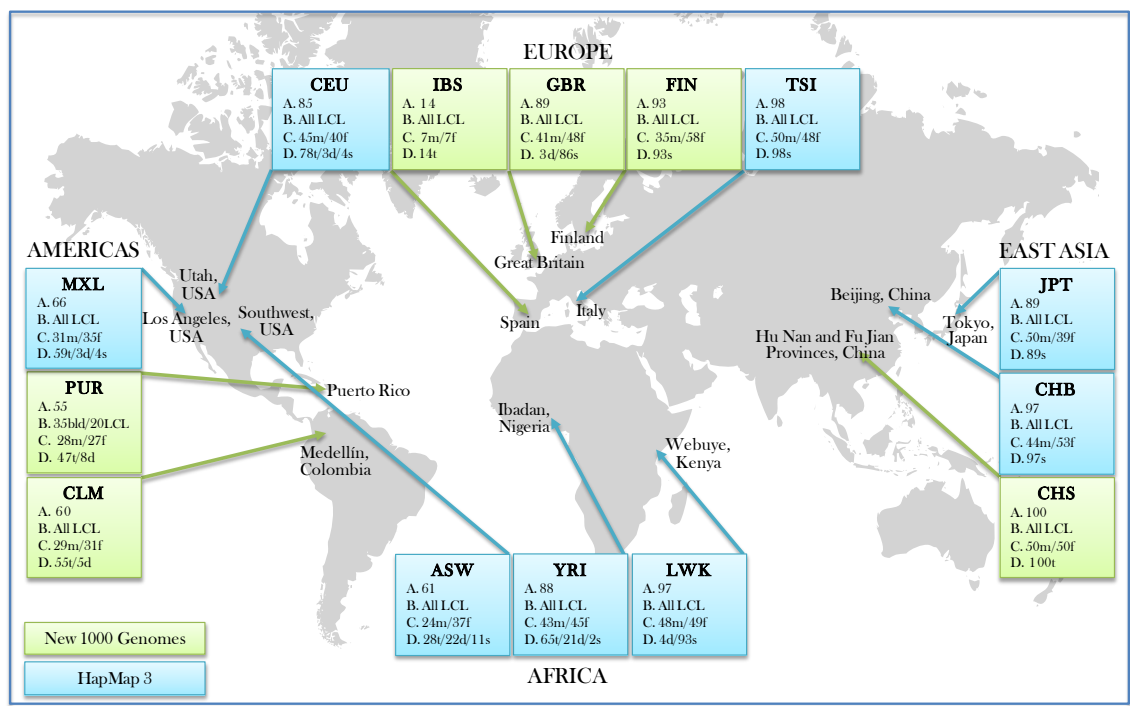 EUROPE
CEU
A. 85
B. All LCL
C. 45m/40f
D. 78t/3d/4s
IBS
A. 14
B. All LCL
C. 7m/7f
D. 14t
GBR
A. 89
B. All LCL
C. 41m/48f
D. 3d/86s
FIN
A. 93
B. All LCL
C. 35m/58f
D. 93s
TSI
A. 98
B. All LCL
C. 50m/48f
D. 98s
AMERICAS
MXL
A. 66
B. All LCL
C. 31m/35f
D. 59t/3d/4s
PUR
A. 55
B. 35bld/20LCL
C. 28m/27f
D. 47t/8d
CLM
A. 60
B. All LCL
C. 29m/31f
D. 55t/5d
Utah,
USA
Los Angeles,
USA
Southwest,
USA
Puerto Rico
Medellín,
Colombia
Finland
Great Britain
Spain
Italy
Ibadan,
Nigeria
Webuye,
Kenya
Beijing, China
Hu Nan and Fu Jian
Provinces, China
Tokyo,
Japan
EAST ASIA
JPT
A. 89
B. All LCL
C. 50m/39f
D. 89s
CHB
A. 97
B. All LCL
C. 44m/53f
D. 97s
CHS
A. 100
B. All LCL
C. 50m/50f
D. 100t
ASW
A. 61
B. All LCL
C. 24m/37f
D. 28t/22d/11s
YRI
A. 88
B. All LCL
C. 43m/45f
D. 65t/21d/2s
LWK
A. 97
B. All LCL
C. 48m/49f
D. 4d/93s
AFRICA
New 1000 Genomes
HapMap 3